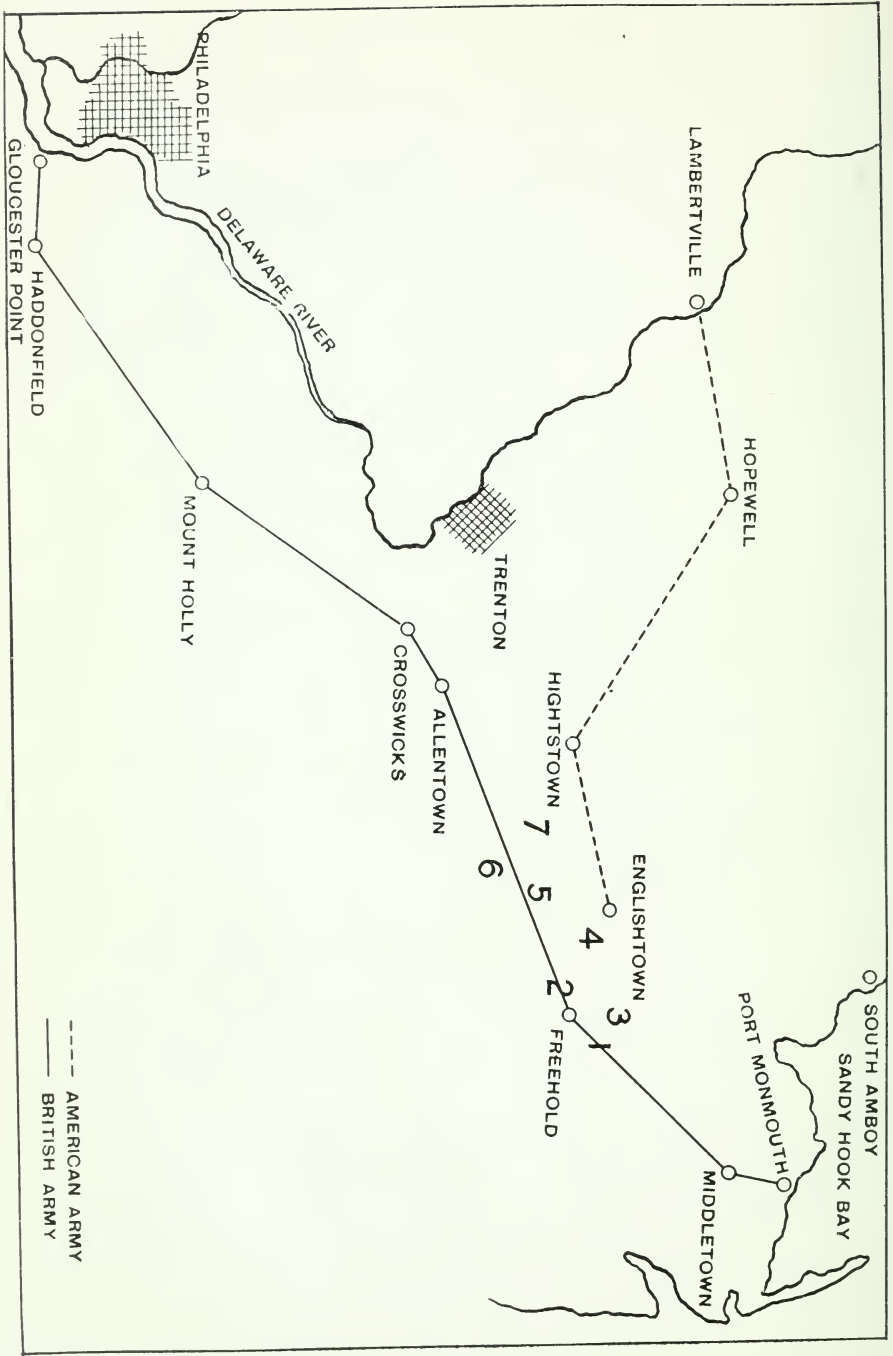 PHILADELPHIA
GLOUCESTER POINT
HADDONFIELD
DELAWARE RIVER
MOUNT HOLLY
LAMBERTVILLE
HOPEWELL
TRENTON
CROSSWICKS
ALLENTOWN
HIGHTSTOWN
ENGLISHTOWN
7
6
5
4
3
2
1
FREEHOLD
SOUTH AMBOY
SANDY HOOK BAY
PORT MONMOUTH
MIDDLETOWN
AMERICAN ARMY
BRITISH ARMY